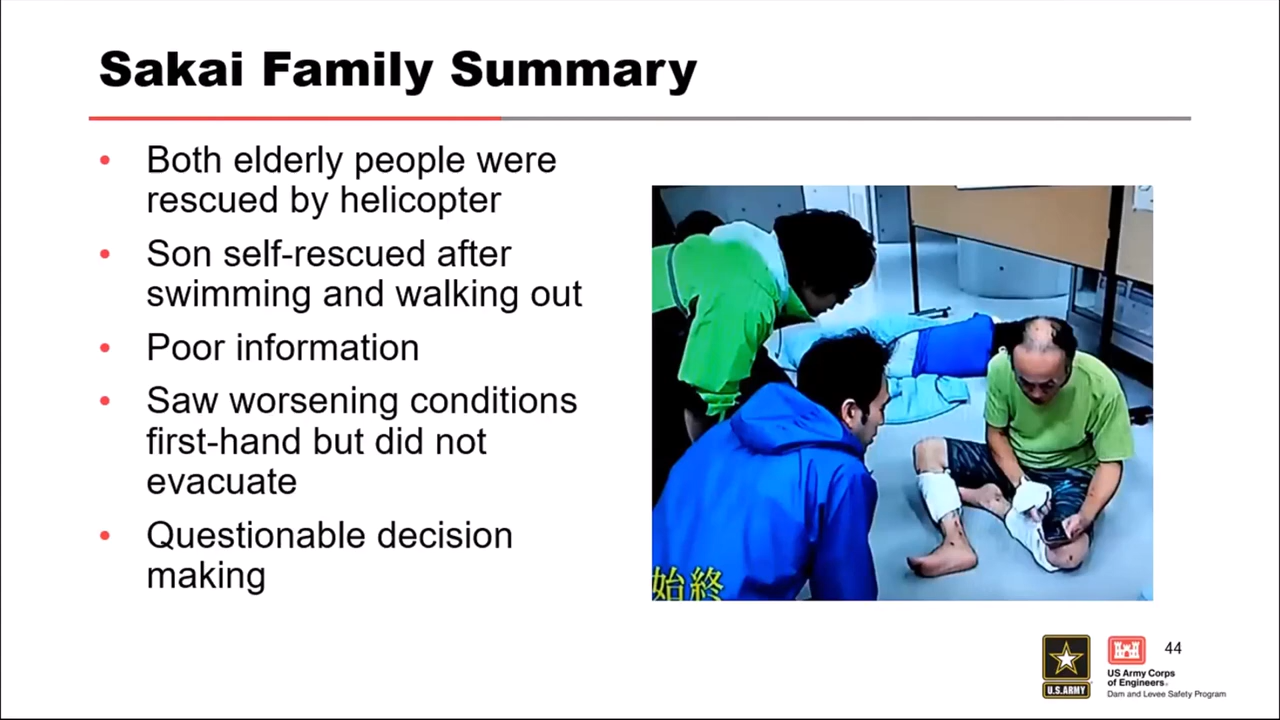 Sakai Family Summary
• Both elderly people were
rescued by helicopter
• Son self-rescued after
swimming and walking out
• Poor information
• Saw worsening conditions
first-hand but did not
evacuate
• Questionable decision
making
始終
U.S.ARMY
44
US Army Corps
of Engineers®
Dam and Levee Safety Program